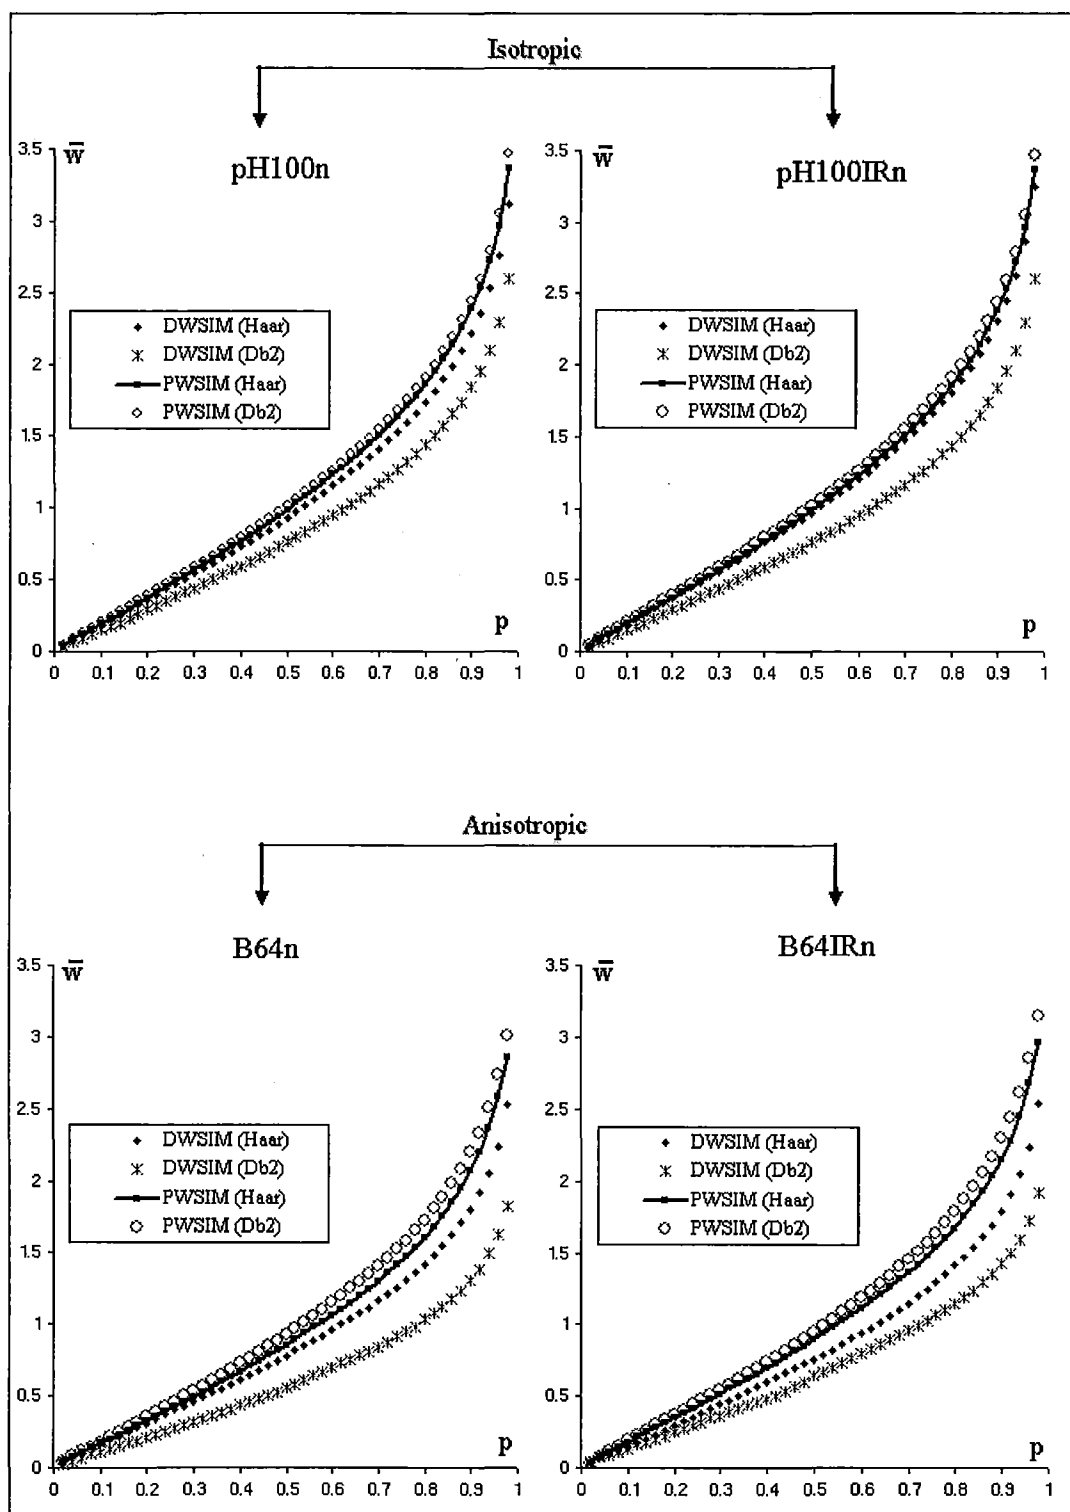 Isotropic
pH100n
pH100IRn
w̅
3.5
3
2.5
2
1.5
1
0.5
0
DWSIM (Haar)
DWSIM (Db2)
PWSIM (Haar)
PWSIM (Db2)
p
0 0.1 0.2 0.3 0.4 0.5 0.6 0.7 0.8 0.9 1
w̅
3.5
3
2.5
2
1.5
1
0.5
0
DWSIM (Haar)
DWSIM (Db2)
PWSIM (Haar)
PWSIM (Db2)
p
0 0.1 0.2 0.3 0.4 0.5 0.6 0.7 0.8 0.9 1
Anisotropic
B64n
B64IRn
w̅
3.5
3
2.5
2
1.5
1
0.5
0
DWSIM (Haar)
DWSIM (Db2)
PWSIM (Haar)
PWSIM (Db2)
p
0 0.1 0.2 0.3 0.4 0.5 0.6 0.7 0.8 0.9 1
w̅
3.5
3
2.5
2
1.5
1
0.5
0
DWSIM (Haar)
DWSIM (Db2)
PWSIM (Haar)
PWSIM (Db2)
p
0 0.1 0.2 0.3 0.4 0.5 0.6 0.7 0.8 0.9 1